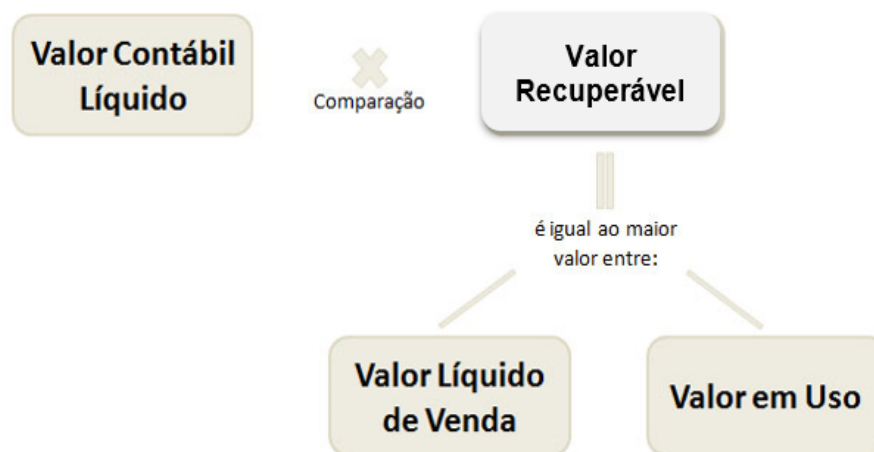 Valor Contábil
Líquido
Comparação
Valor
Recuperável
é igual ao maior
valor entre:
Valor Líquido
de Venda
Valor em Uso